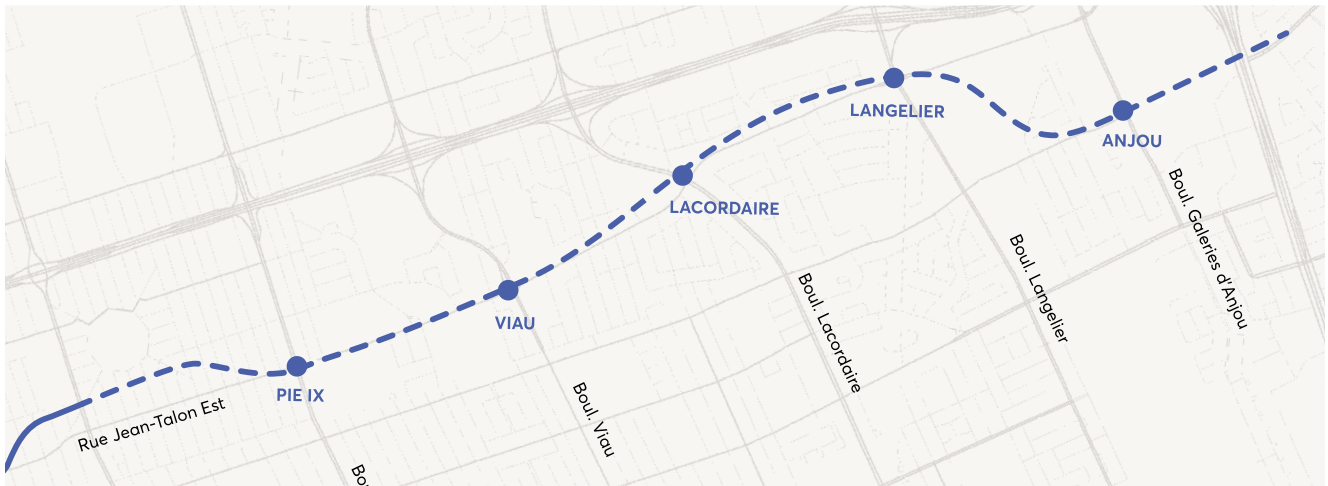 LANGELIER
ANJOU
Boul. Galeries d'Anjou
LACORDAIRE
Boul. Langelier
Boul. Lacordaire
VIAU
Boul. Viau
PIE IX
Rue Jean-Talon Est